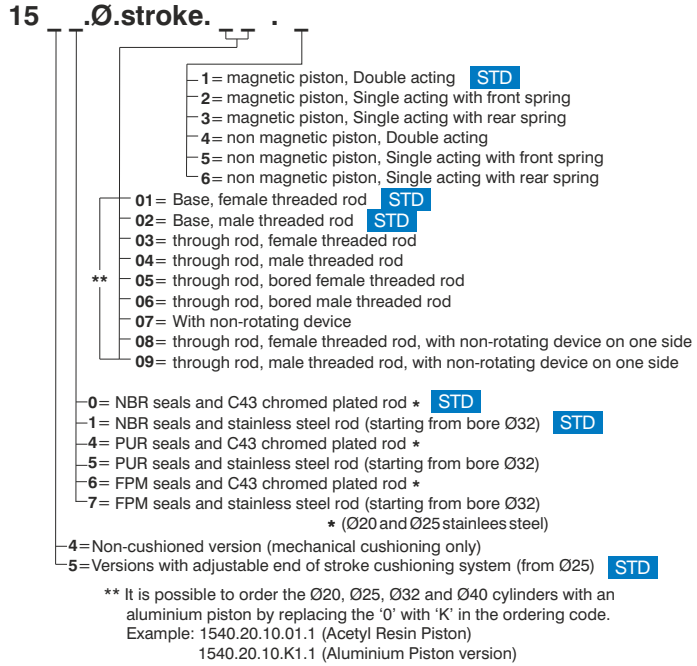 15 _ _.Ø.stroke. _ _ . _
1= magnetic piston, Double acting STD
2= magnetic piston, Single acting with front spring
3= magnetic piston, Single acting with rear spring
4= non magnetic piston, Double acting
5= non magnetic piston, Single acting with front spring
6= non magnetic piston, Single acting with rear spring
01= Base, female threaded rod STD
02= Base, male threaded rod STD
03= through rod, female threaded rod
04= through rod, male threaded rod
** 05= through rod, bored female threaded rod
06= through rod, bored male threaded rod
07= With non-rotating device
08= through rod, female threaded rod, with non-rotating device on one side
09= through rod, male threaded rod, with non-rotating device on one side
0= NBR seals and C43 chromed plated rod * STD
1= NBR seals and stainless steel rod (starting from bore Ø32) STD
4= PUR seals and C43 chromed plated rod *
5= PUR seals and stainless steel rod (starting from bore Ø32)
6= FPM seals and C43 chromed plated rod *
7= FPM seals and stainless steel rod (starting from bore Ø32)
* (Ø20 and Ø25 stainlees steel)
4=Non-cushioned version (mechanical cushioning only)
5=Versions with adjustable end of stroke cushioning system (from Ø25) STD
** It is possible to order the Ø20, Ø25, Ø32 and Ø40 cylinders with an
aluminium piston by replacing the ‘0’ with ‘K’ in the ordering code.
Example: 1540.20.10.01.1 (Acetyl Resin Piston)
1540.20.10.K1.1 (Aluminium Piston version)